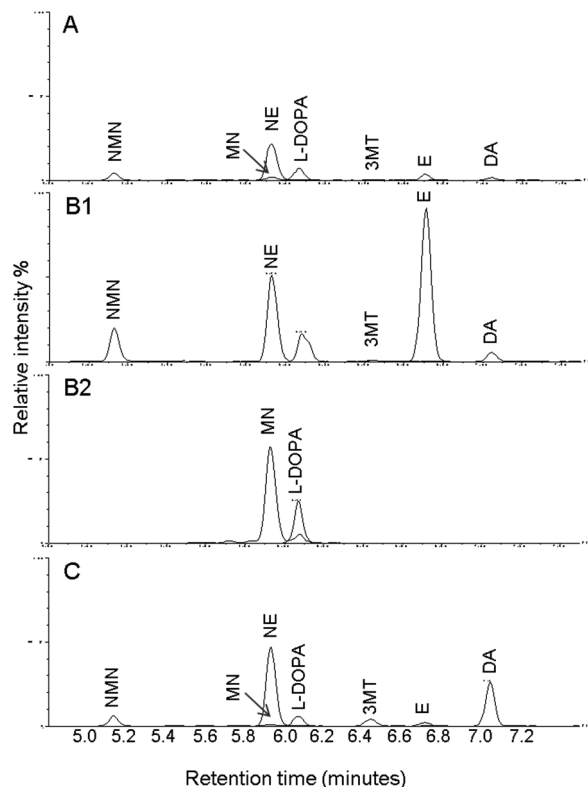 A
NMN
MN
NE
L-DOPA
3MT
E
DA
B1
NMN
NE
3MT
E
DA
B2
MN
L-DOPA
C
NMN
MN
NE
L-DOPA
3MT
E
DA
Relative intensity %
5.0 5.2 5.4 5.6 5.8 6.0 6.2 6.4 6.6 6.8 7.0 7.2
Retention time (minutes)